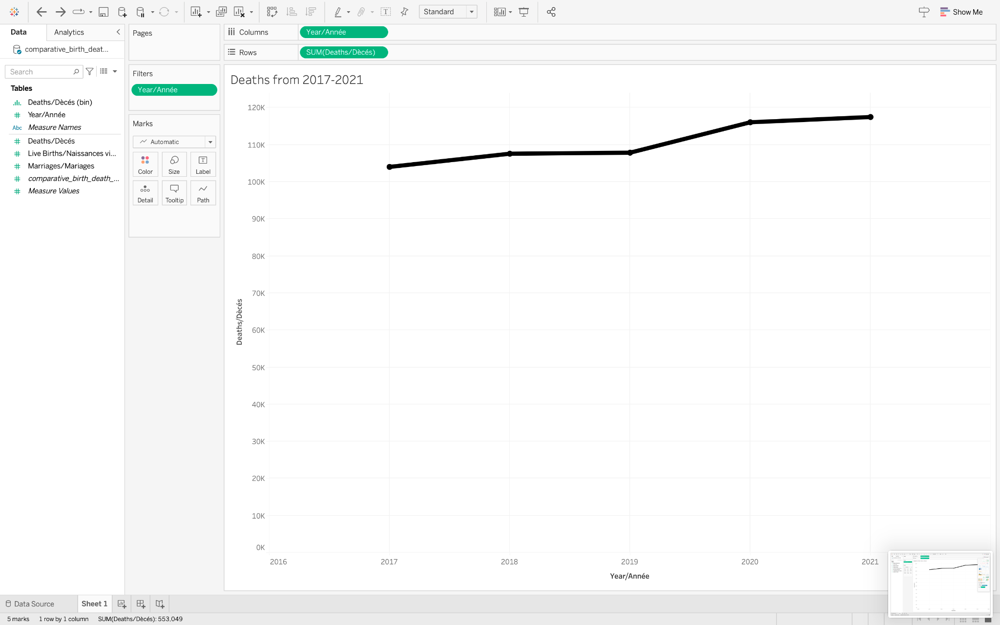 Standard
Show Me
Data
Analytics
comparative_birth_deat...
Search
Tables
Deaths/Dècés (bin)
Year/Année
Abc Measure Names
Deaths/Dècés
Live Births/Naissances vi...
Marriages/Mariages
comparative_birth_death_...
Measure Values
Pages
Filters
Year/Année
Marks
Automatic
Color
Size
T
Label
Detail
Tooltip
Path
T
Columns
Year/Année
Rows
SUM(Deaths/Dècés)
Deaths from 2017-2021
120K
110K
100K
90K
80K
70K
60K
50K
40K
30K
20K
10K
0K
Deaths/Dècés
2016
2017
2018
2019
2020
2021
Year/Année
Data Source
Sheet 1
5 marks
1 row by 1 column
SUM(Deaths/Dècés): 553,049